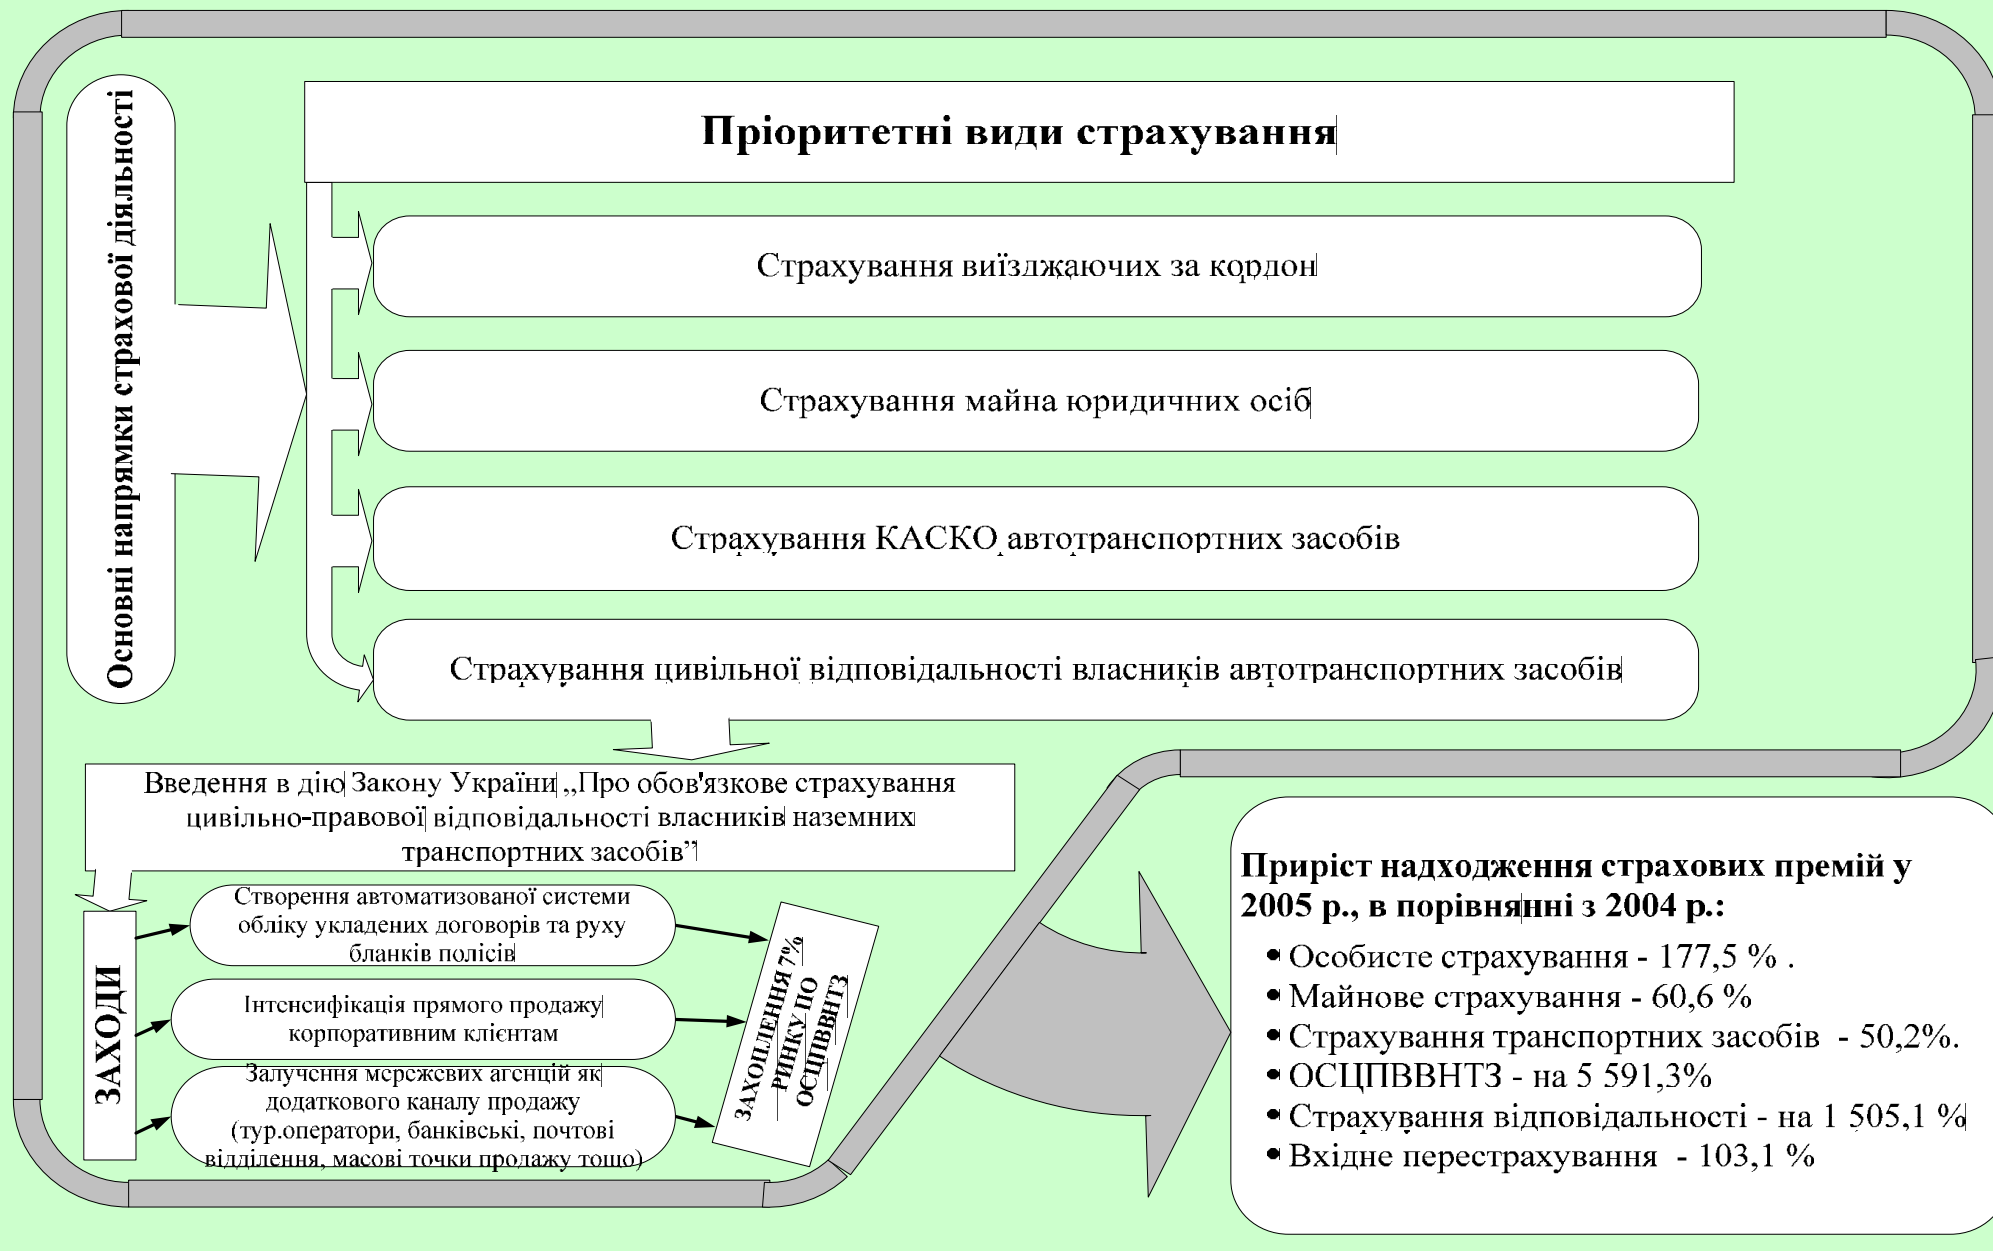 Основні напрямки страхової діяльності
Пріоритетні види страхування
Страхування виїзджаючих за кордон
Страхування майна юридичних осіб
Страхування КАСКО автотранспортних засобів
Страхування цивільної відповідальності власників автотранспортних засобів
Введення в дію Закону України „Про обов'язкове страхування
цивільно-правової відповідальності власників наземних
транспортних засобів”
ЗАХОДИ
Створення автоматизованої системи
обліку укладених договорів та руху
бланків полісів
Інтенсифікація прямого продажу
корпоративним клієнтам
Залучення мережевих агенцій як
додаткового каналу продажу
(тур.оператори, банківські, почтові
відділення, масові точки продажу тощо)
ЗАХОПЛЕННЯ 7%
РИНКУ ПО
ОСЦПВВНТЗ
Приріст надходження страхових премій у
2005 р., в порівнянні з 2004 р.:
• Особисте страхування - 177,5 % .
• Майнове страхування - 60,6 %
• Страхування транспортних засобів - 50,2%.
• ОСЦПВВНТЗ - на 5 591,3%
• Страхування відповідальності - на 1 505,1 %
• Вхідне перестрахування - 103,1 %